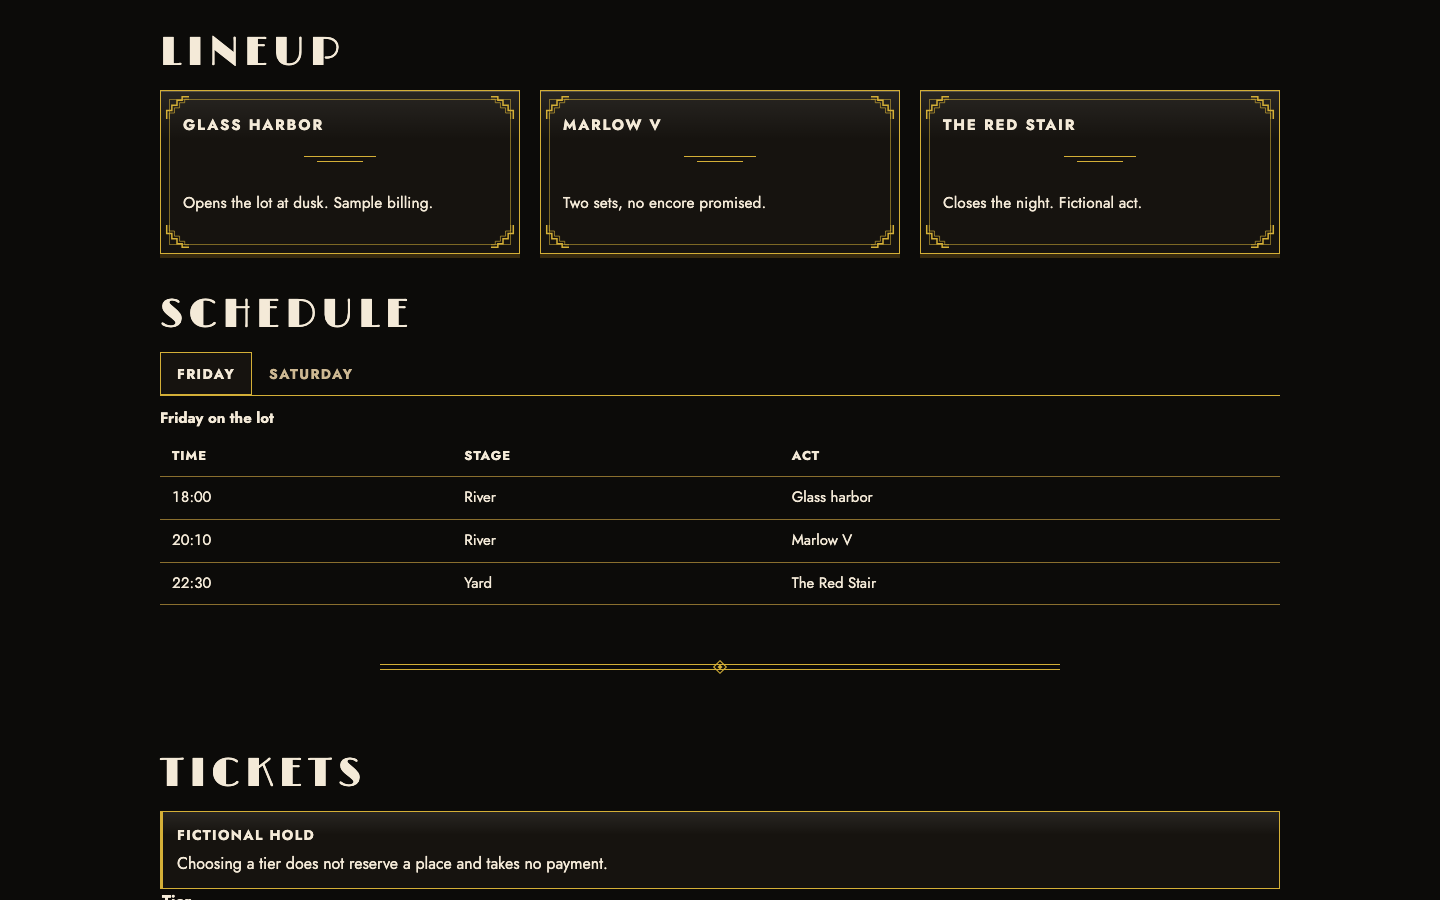 LINEUP
GLASS HARBOR
MARLOW V
THE RED STAIR
Opens the lot at dusk. Sample billing.
Two sets, no encore promised.
Closes the night. Fictional act.
SCHEDULE
FRIDAY SATURDAY
Friday on the lot
TIME STAGE ACT
18:00 River Glass harbor
20:10 River Marlow V
22:30 Yard The Red Stair
TICKETS
FICTIONAL HOLD
Choosing a tier does not reserve a place and takes no payment.